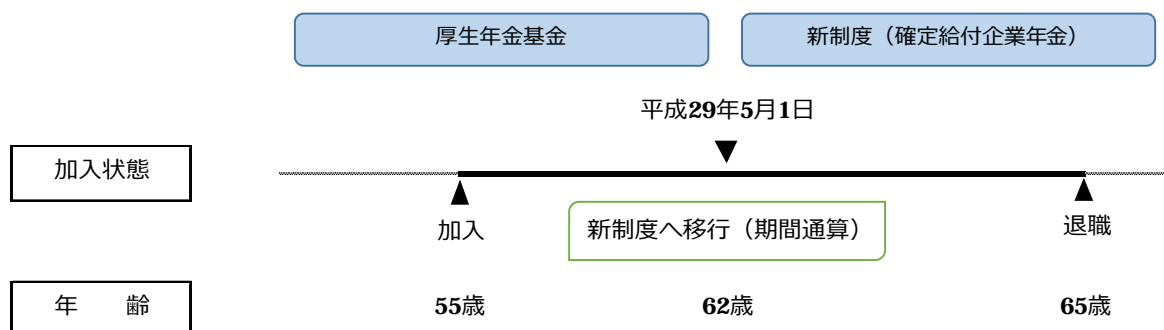 厚生年金基金 新制度（確定給付企業年金）
平成29年5月1日
▼
加入状態
▲ ▲
加入 新制度へ移行（期間通算） 退職
年 齢 55歳 62歳 65歳